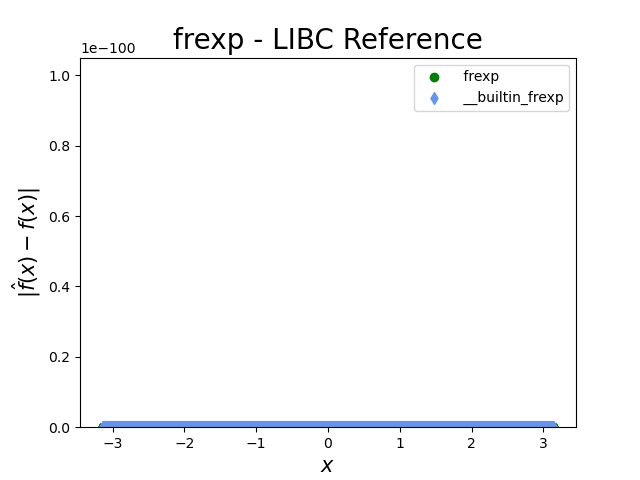 frexp - LIBC Reference
1e−100
1.0
0.8
0.6
0.4
0.2
0.0
|f̂(x) − f(x)|
frexp
__builtin_frexp
−3
−2
−1
0
1
2
3
x